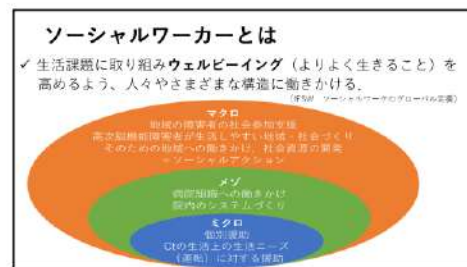 ソーシャルワーカーとは
✓ 生活課題に取り組みウェルビーイング（よりよく生きること）を
高めるよう、人々やさまざまな構造に働きかける.
（IFSW ソーシャルワークのグローバル定義）
マクロ
地域の障害者の社会参加支援
高次脳機能障害者が生活しやすい地域・社会づくり
そのための地域への働きかけ、社会資源の開発
＝ソーシャルアクション
メゾ
病院組織への働きかけ
院内のシステムづくり
ミクロ
個別援助
Ctの生活上の生活ニーズ
（運転）に対する援助